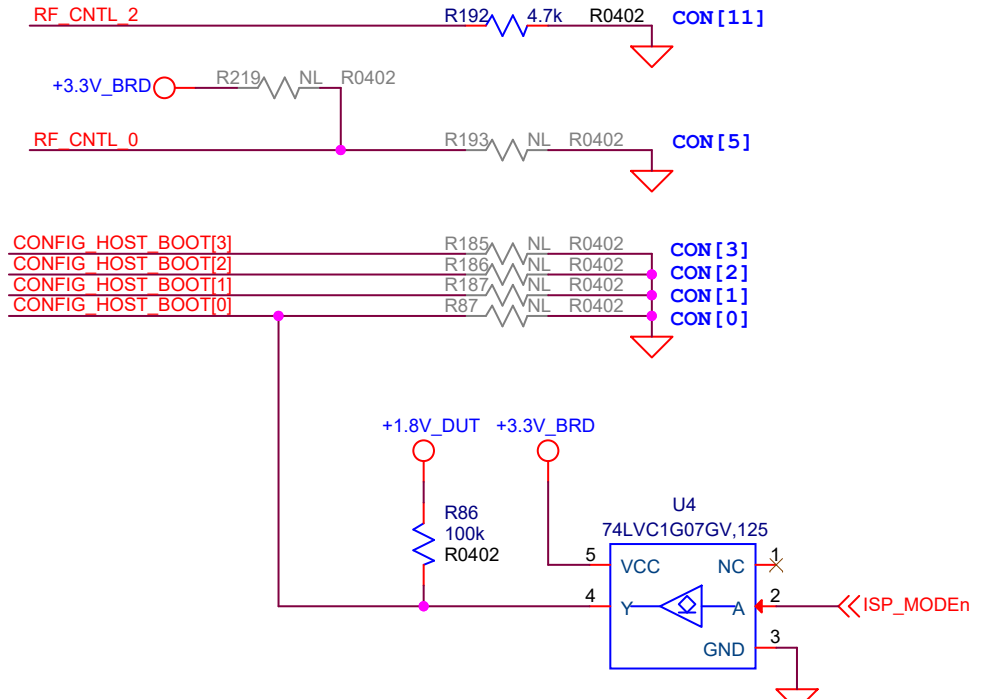 RF_CNTL_2 R192 4.7k R0402 CON[11]
R219 NL R0402
+3.3V_BRD
RF_CNTL_0 R193 NL R0402 CON[5]
CONFIG_HOST_BOOT[3] R185 NL R0402 CON[3]
CONFIG_HOST_BOOT[2] R186 NL R0402 CON[2]
CONFIG_HOST_BOOT[1] R187 NL R0402 CON[1]
CONFIG_HOST_BOOT[0] R87 NL R0402 CON[0]
+1.8V_DUT +3.3V_BRD
R86
100k
R0402
U4
74LVC1G07GV,125
5 VCC NC 1
4 Y A 2 ISP_MODEn
GND 3